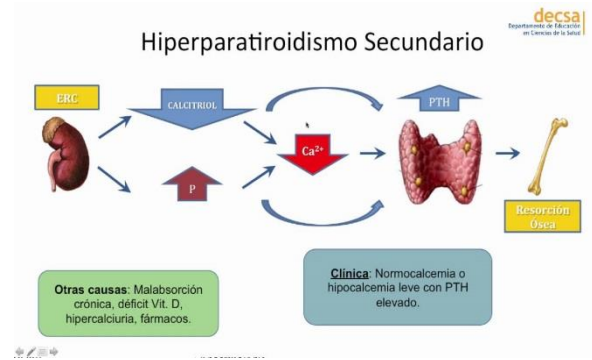 decsa
Departamento de Educación
en Ciencias de la Salud
Hiperparatiroidismo Secundario
ERC
CALCITRIOL
P
Ca²⁺
PTH
Resorción
Ósea
Otras causas: Malabsorción
crónica, déficit Vit. D,
hipercalciuria, fármacos.
Clínica: Normocalcemia o
hipocalcemia leve con PTH
elevado.